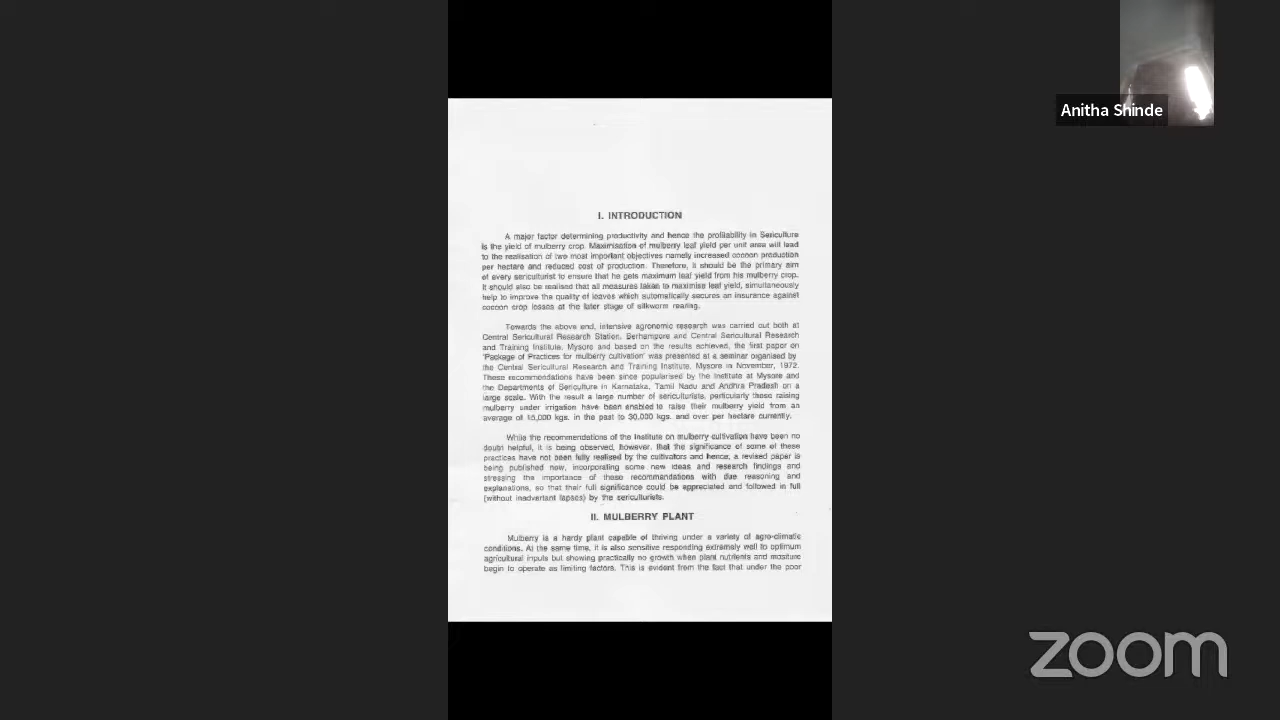 Anitha Shinde
I. INTRODUCTION
A major factor determining productivity and hence the profitability in Sericulture
is the yield of mulberry crop. Maximisation of mulberry leaf yield per unit area will lead
to the realisation of two most important objectives namely increased cocoon production
per hectare and reduced cost of production. Therefore, it should be the primary aim
of every sericulturist to ensure that he gets maximum leaf yield from his mulberry crop.
It should also be realised that all measures taken to maximise leaf yield, simultaneously
help to improve the quality of leaves which automatically secures an insurance against
cocoon crop losses at the later stage of silkworm rearing.
Towards the above end, intensive agronomic research was carried out both at
Central Sericultural Research Station, Berhampore and Central Sericultural Research
and Training Institute, Mysore and based on the results achieved, the first paper on
'Package of Practices for mulberry cultivation' was presented at a seminar organised by
the Central Sericultural Research and Training Institute, Mysore in November, 1972.
These recommendations have been since popularised by the Institute at Mysore and
the Departments of Sericulture in Karnataka, Tamil Nadu and Andhra Pradesh on a
large scale. With the result a large number of sericulturists, particularly those raising
mulberry under irrigation have been enabled to raise their mulberry yield from an
average of 15,000 kgs. in the past to 30,000 kgs. and over per hectare currently.
While the recommendations of the Institute on mulberry cultivation have been no
doubt helpful, it is being observed, however, that the significance of some of these
practices have not been fully realised by the cultivators and hence, a revised paper is
being published now, incorporating some new ideas and research findings and
stressing the importance of these recommendations with due reasoning and
explanations, so that their full significance could be appreciated and followed in full
(without inadvertant lapses) by the sericulturists.
II. MULBERRY PLANT
Mulberry is a hardy plant capable of thriving under a variety of agro-climatic
conditions. At the same time, it is also sensitive responding extremely well to optimum
agricultural inputs but showing practically no growth when plant nutrients and moisture
begin to operate as limiting factors. This is evident from the fact that under the poor
zoom